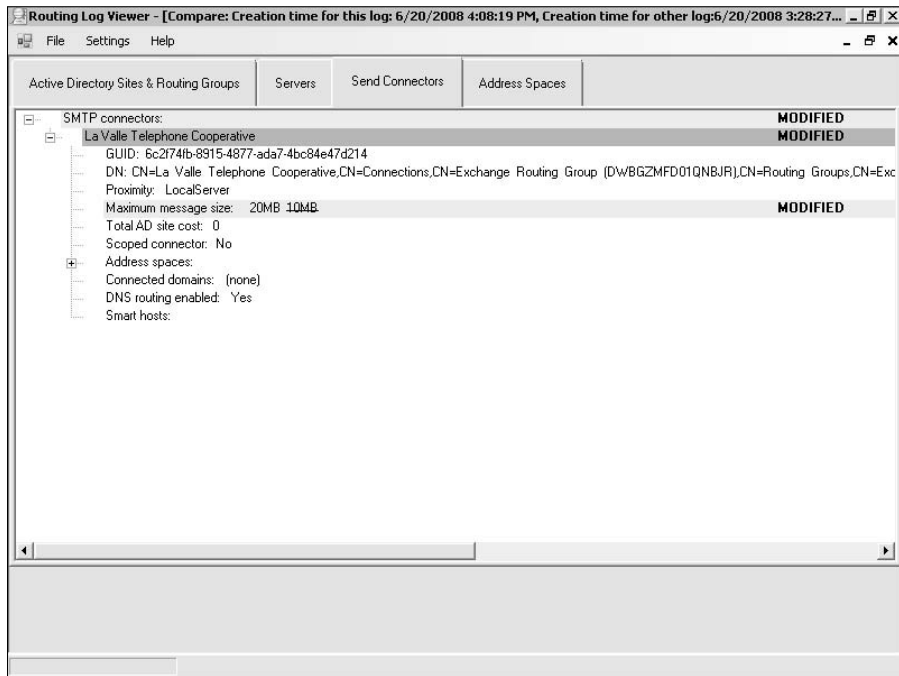 Routing Log Viewer - [Compare: Creation time for this log: 6/20/2008 4:08:19 PM, Creation time for other log:6/20/2008 3:28:27...
File Settings Help
Active Directory Sites & Routing Groups Servers Send Connectors Address Spaces
SMTP connectors: MODIFIED
La Valle Telephone Cooperative MODIFIED
GUID: 6c2f74fb-8915-4877-ada7-4bc84e47d214
DN: CN=La Valle Telephone Cooperative,CN=Connections,CN=Exchange Routing Group (DWBGZMFD01QNBJR),CN=Routing Groups,CN=Exc
Proximity: LocalServer
Maximum message size: 20MB 10MB MODIFIED
Total AD site cost: 0
Scoped connector: No
Address spaces:
Connected domains: (none)
DNS routing enabled: Yes
Smart hosts: